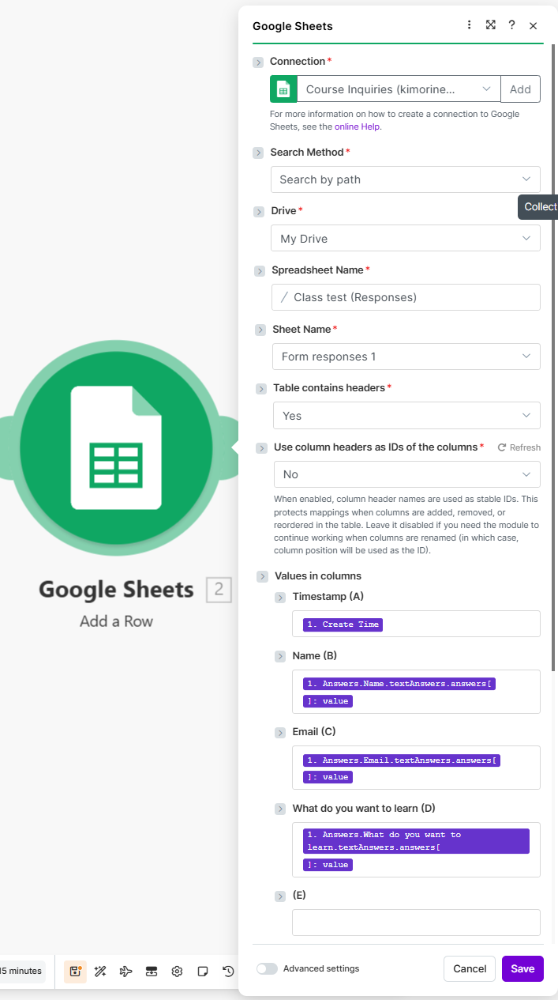 Google Sheets
Connection *
Course Inquiries (kimorine...
Add
For more information on how to create a connection to Google
Sheets, see the online Help.
Search Method *
Search by path
Collect
Drive *
My Drive
Spreadsheet Name *
/ Class test (Responses)
Sheet Name *
Form responses 1
Table contains headers *
Yes
Use column headers as IDs of the columns * Refresh
No
When enabled, column header names are used as stable IDs. This
protects mappings when columns are added, removed, or
reordered in the table. Leave it disabled if you need the module to
continue working when columns are renamed (in which case,
column position will be used as the ID).
Values in columns
Timestamp (A)
1. Create Time
Name (B)
1. Answers.Name.textAnswers.answers[
]: value
Email (C)
1. Answers.Email.textAnswers.answers[
]: value
What do you want to learn (D)
1. Answers.What do you want to
learn.textAnswers.answers[
]: value
(E)
Advanced settings
Cancel
Save
Google Sheets 2
Add a Row
15 minutes